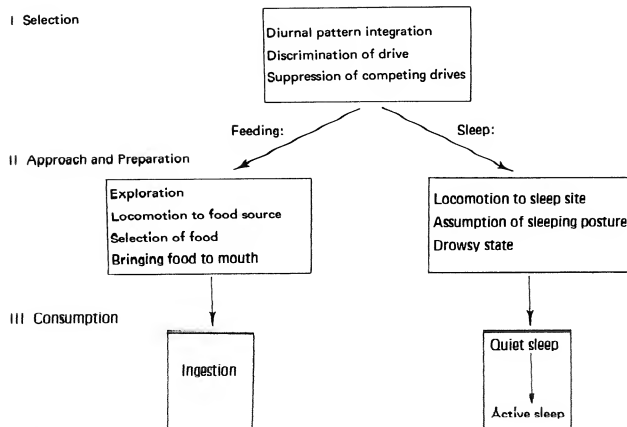 I Selection
Diurnal pattern integration
Discrimination of drive
Suppression of competing drives
Feeding:
Sleep:
II Approach and Preparation
Exploration
Locomotion to food source
Selection of food
Bringing food to mouth
Locomotion to sleep site
Assumption of sleeping posture
Drowsy state
III Consumption
Ingestion
Quiet sleep
Active sleep